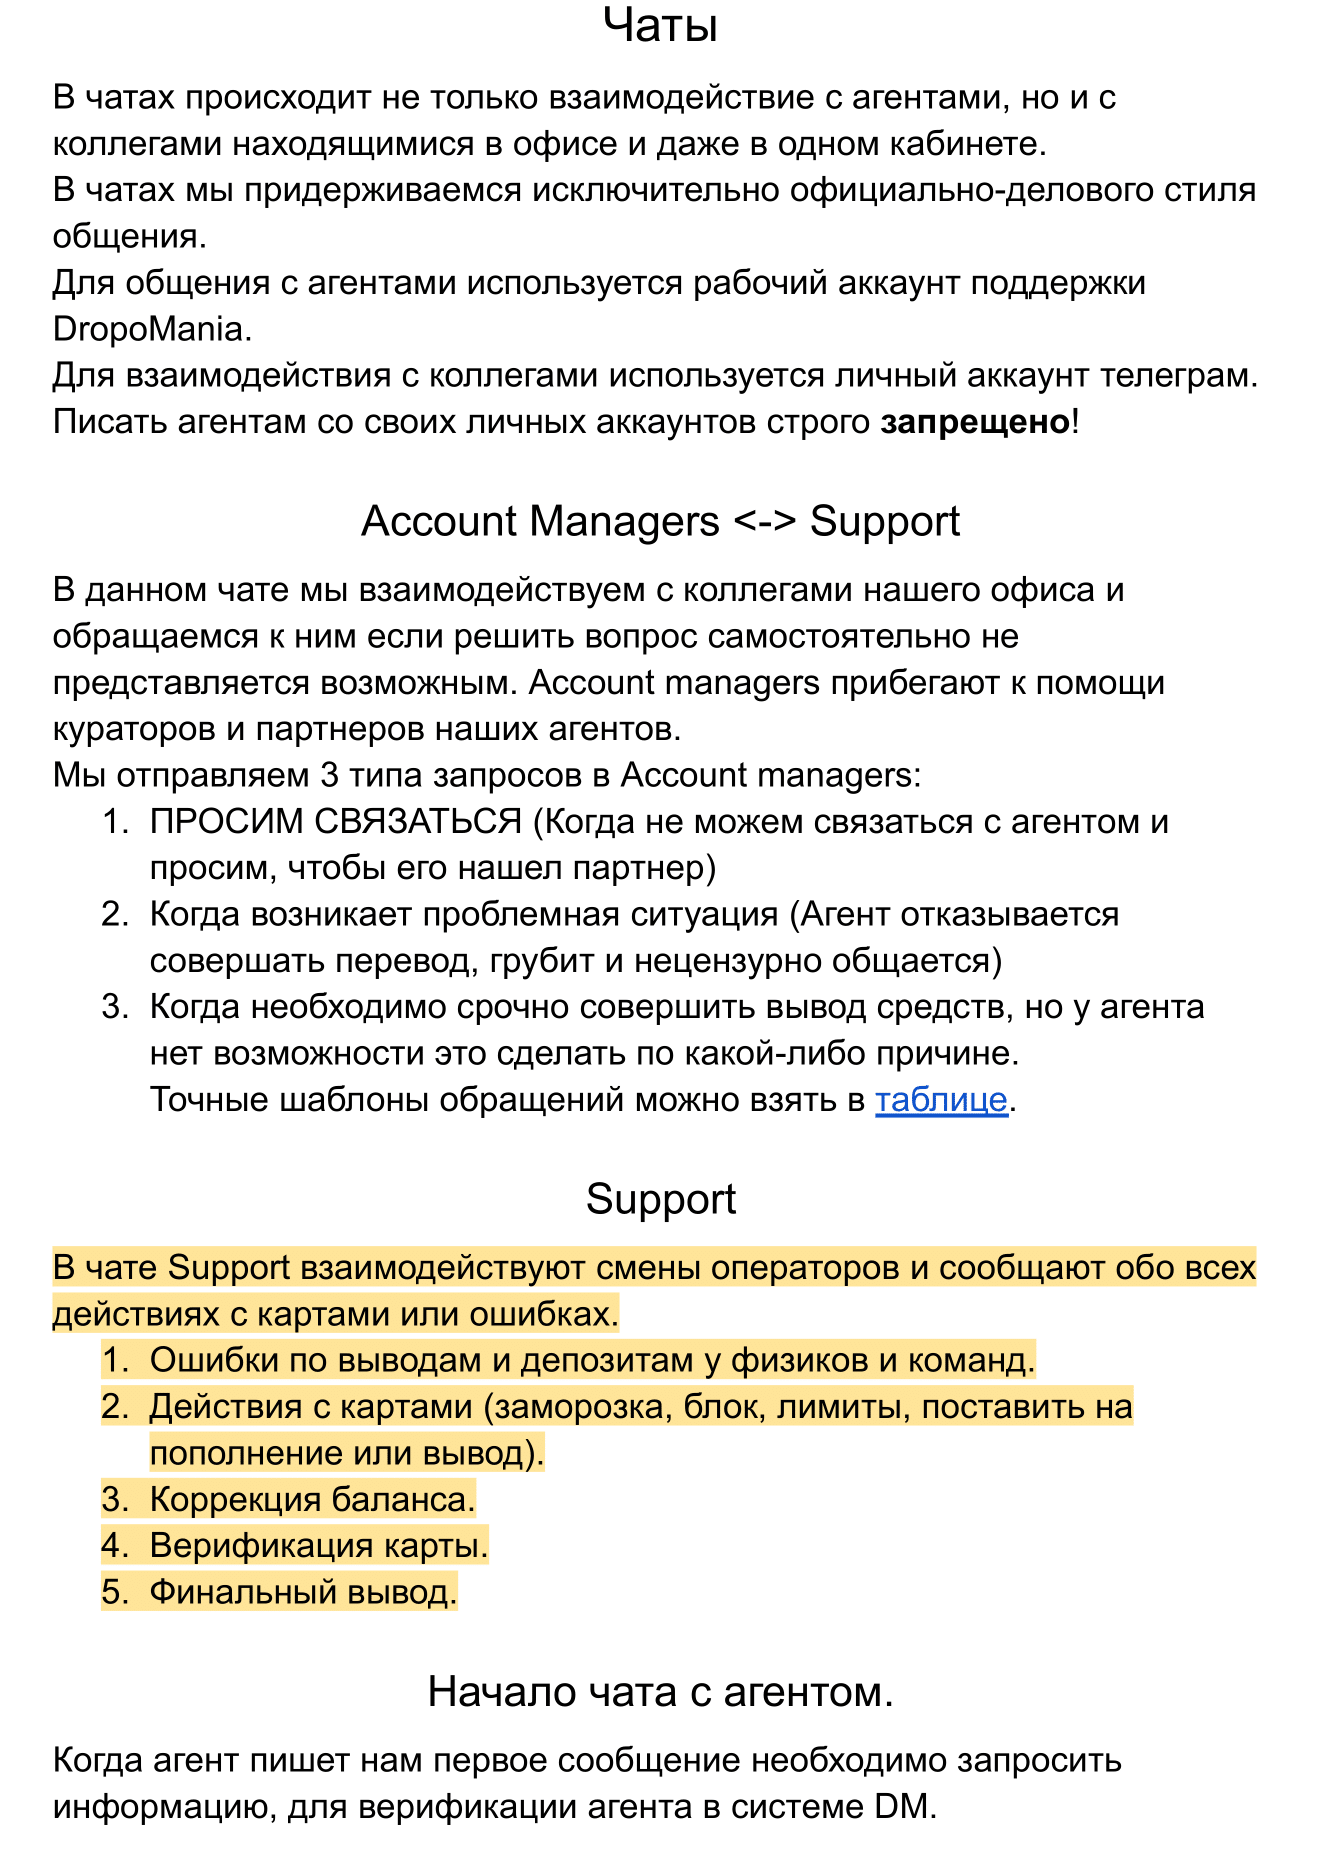 Чаты
В чатах происходит не только взаимодействие с агентами, но и с
коллегами находящимися в офисе и даже в одном кабинете.
В чатах мы придерживаемся исключительно официально-делового стиля
общения.
Для общения с агентами используется рабочий аккаунт поддержки
DropoMania.
Для взаимодействия с коллегами используется личный аккаунт телеграм.
Писать агентам со своих личных аккаунтов строго запрещено!
Account Managers <-> Support
В данном чате мы взаимодействуем с коллегами нашего офиса и
обращаемся к ним если решить вопрос самостоятельно не
представляется возможным. Account managers прибегают к помощи
кураторов и партнеров наших агентов.
Мы отправляем 3 типа запросов в Account managers:
1. ПРОСИМ СВЯЗАТЬСЯ (Когда не можем связаться с агентом и
просим, чтобы его нашел партнер)
2. Когда возникает проблемная ситуация (Агент отказывается
совершать перевод, грубит и нецензурно общается)
3. Когда необходимо срочно совершить вывод средств, но у агента
нет возможности это сделать по какой-либо причине.
Точные шаблоны обращений можно взять в таблице.
Support
В чате Support взаимодействуют смены операторов и сообщают обо всех
действиях с картами или ошибках.
1. Ошибки по выводам и депозитам у физиков и команд.
2. Действия с картами (заморозка, блок, лимиты, поставить на
пополнение или вывод).
3. Коррекция баланса.
4. Верификация карты.
5. Финальный вывод.
Начало чата с агентом.
Когда агент пишет нам первое сообщение необходимо запросить
информацию, для верификации агента в системе DM.